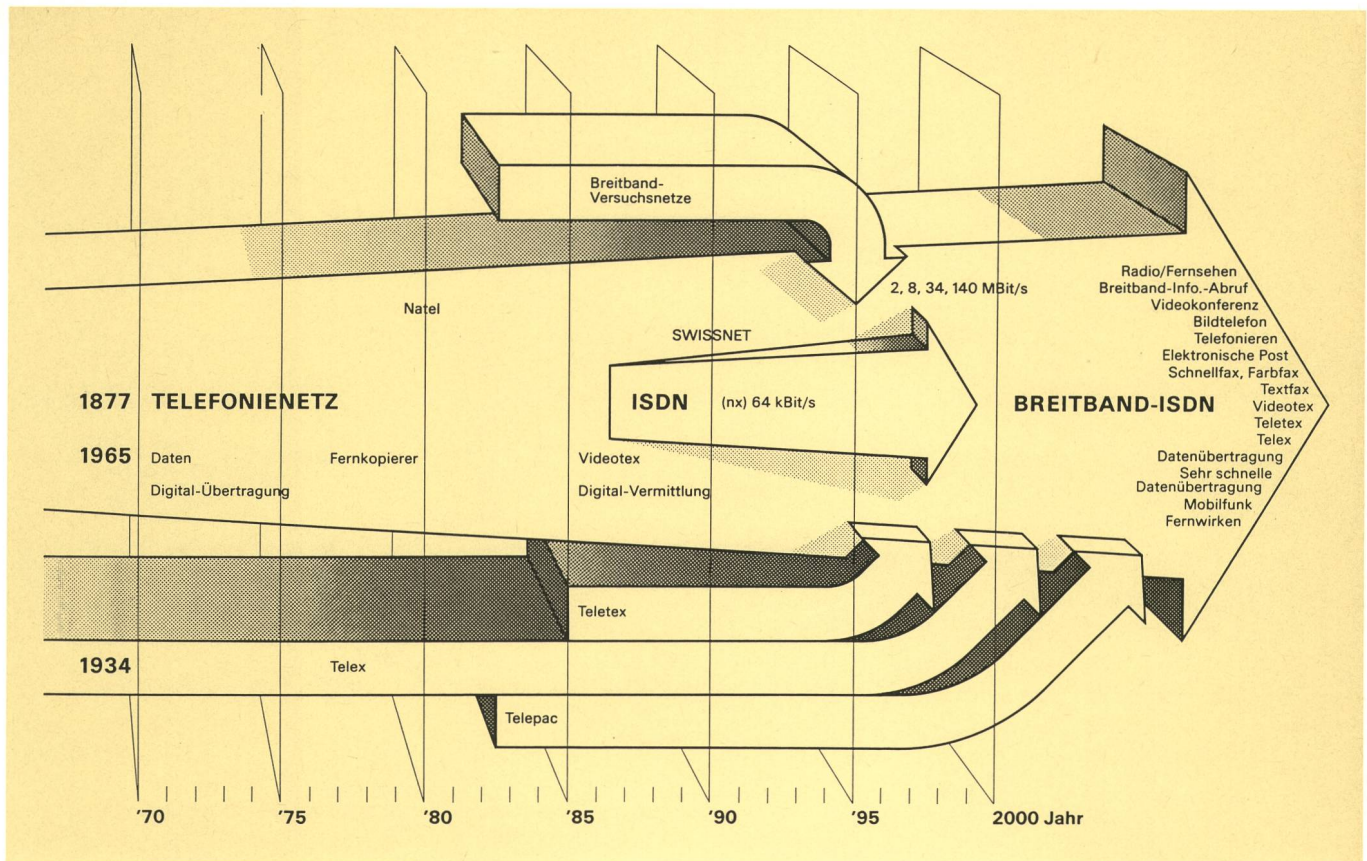 Breitband-
Versuchsnetze
Natel
2, 8, 34, 140 MBit/s
SWISSNET
1877 TELEFONIENETZ
ISDN (nx) 64 kBit/s
BREITBAND-ISDN
1965 Daten
Fernkopierer
Videotex
Digital-Übertragung
Digital-Vermittlung
Radio/Fernsehen
Breitband-Info.-Abruf
Videokonferenz
Bildtelefon
Telefonieren
Elektronische Post
Schnellfax, Farbfax
Textfax
Videotex
Teletex
Telex
Datenübertragung
Sehr schnelle
Datenübertragung
Mobilfunk
Fernwirken
Teletex
1934 Telex
Telepac
'70 '75 '80 '85 '90 '95 2000 Jahr